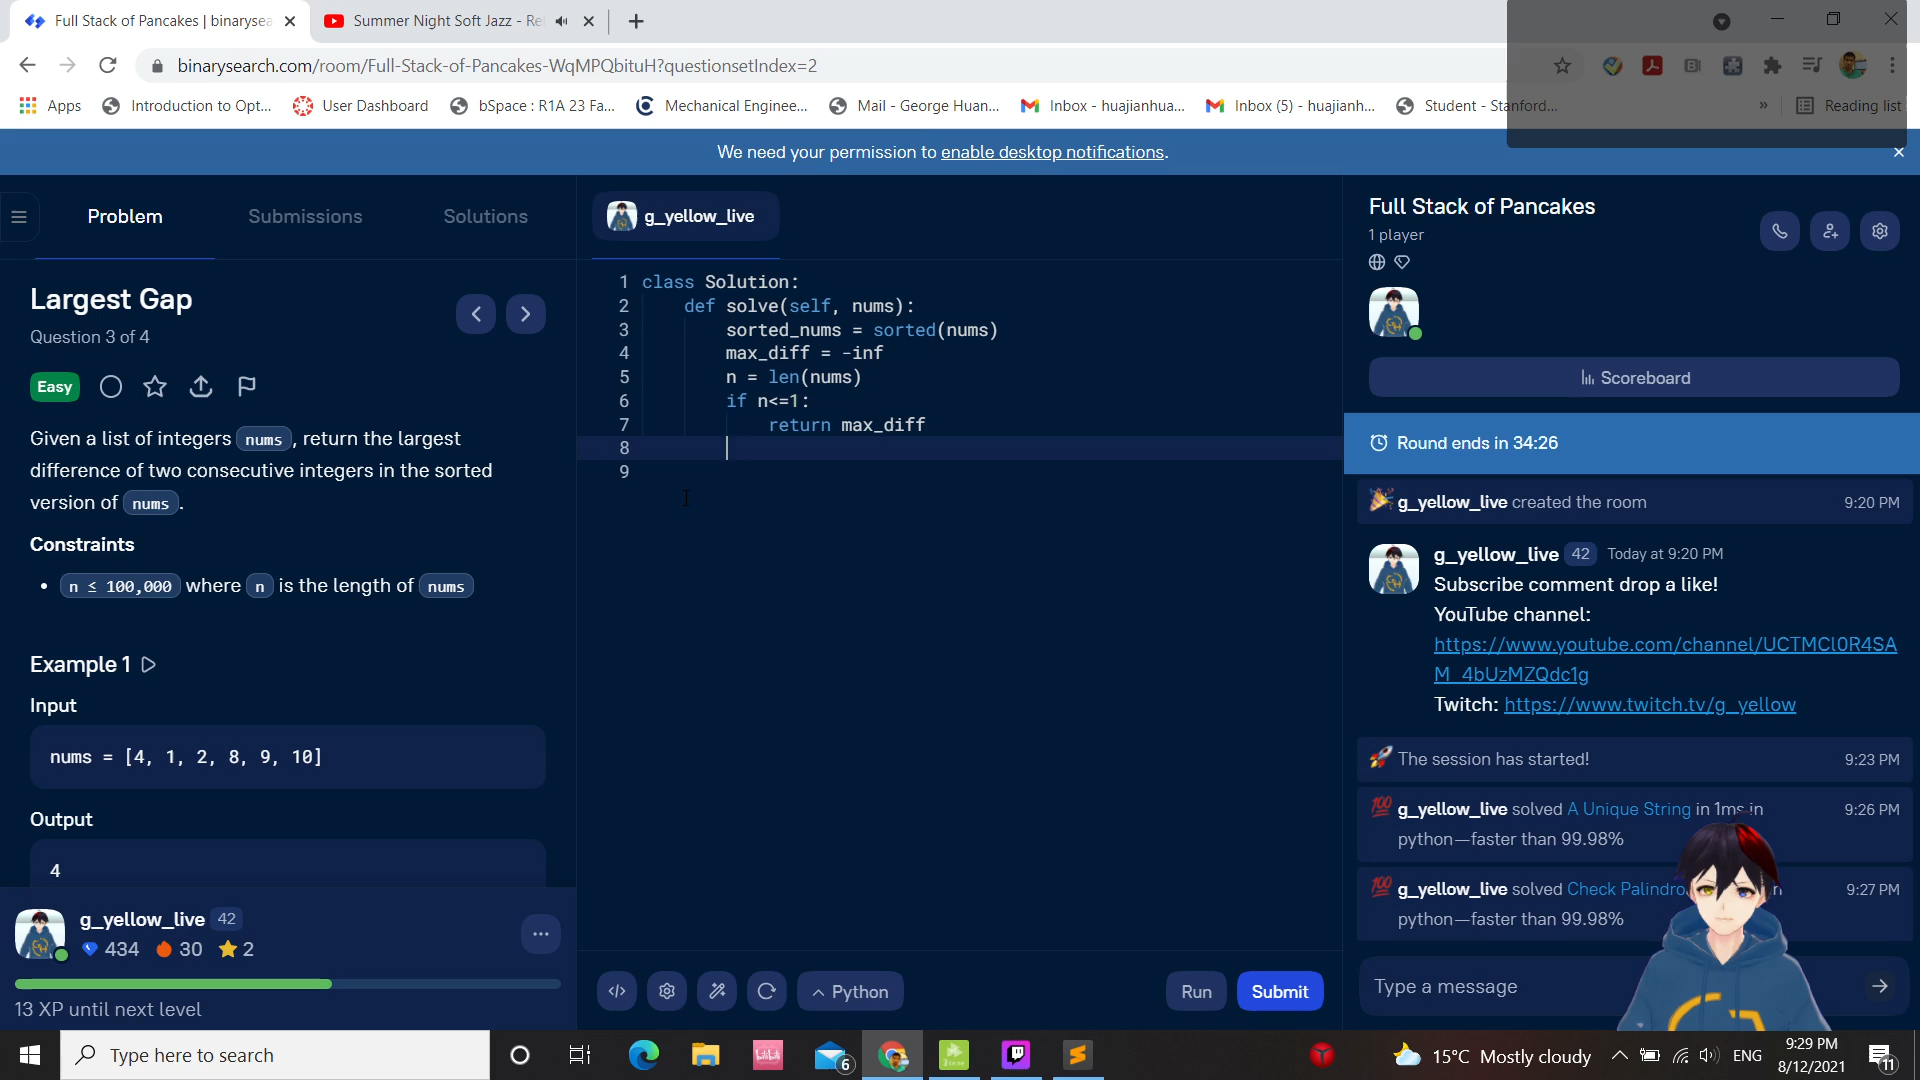 Full Stack of Pancakes | binarysea
Summer Night Soft Jazz - Re
binarysearch.com/room/Full-Stack-of-Pancakes-WqMPQbituH?questionsetIndex=2
Apps
Introduction to Opt...
User Dashboard
bSpace : R1A 23 Fa...
Mechanical Enginee...
Mail - George Huan...
Inbox - huajianhua...
Inbox (5) - huajianh...
Student - Stanford...
»
Reading list
We need your permission to enable desktop notifications.
Problem
Submissions
Solutions
Largest Gap
Question 3 of 4
Easy
Given a list of integers nums, return the largest
difference of two consecutive integers in the sorted
version of nums.
Constraints
• n ≤ 100,000 where n is the length of nums
Example 1
Input
nums = [4, 1, 2, 8, 9, 10]
Output
4
g_yellow_live 42
434 30 2
13 XP until next level
g_yellow_live
1 class Solution:
2 def solve(self, nums):
3 sorted_nums = sorted(nums)
4 max_diff = -inf
5 n = len(nums)
6 if n<=1:
7 return max_diff
8
9
Python
Run
Submit
Full Stack of Pancakes
1 player
Scoreboard
Round ends in 34:26
g_yellow_live created the room 9:20 PM
g_yellow_live 42 Today at 9:20 PM
Subscribe comment drop a like!
YouTube channel:
https://www.youtube.com/channel/UCTMCl0R4SA
M_4bUzMZQdc1g
Twitch: https://www.twitch.tv/g_yellow
The session has started! 9:23 PM
g_yellow_live solved A Unique String in 1ms in 9:26 PM
python—faster than 99.98%
g_yellow_live solved Check Palindro 9:27 PM
python—faster than 99.98%
Type a message
Type here to search
6
15°C Mostly cloudy
ENG
9:29 PM
8/12/2021
11